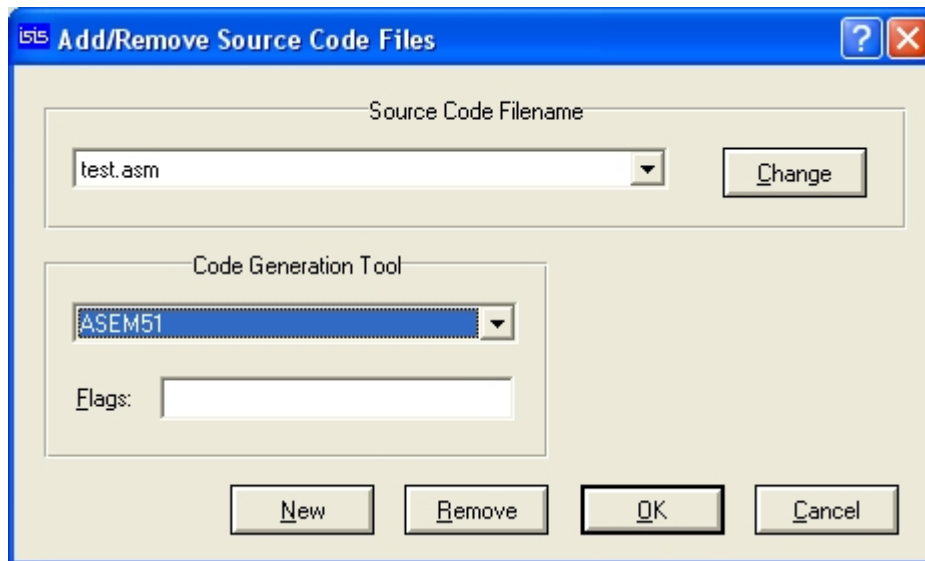 isis Add/Remove Source Code Files
Source Code Filename
test.asm
Change
Code Generation Tool
ASEM51
Flags:
New Remove OK Cancel